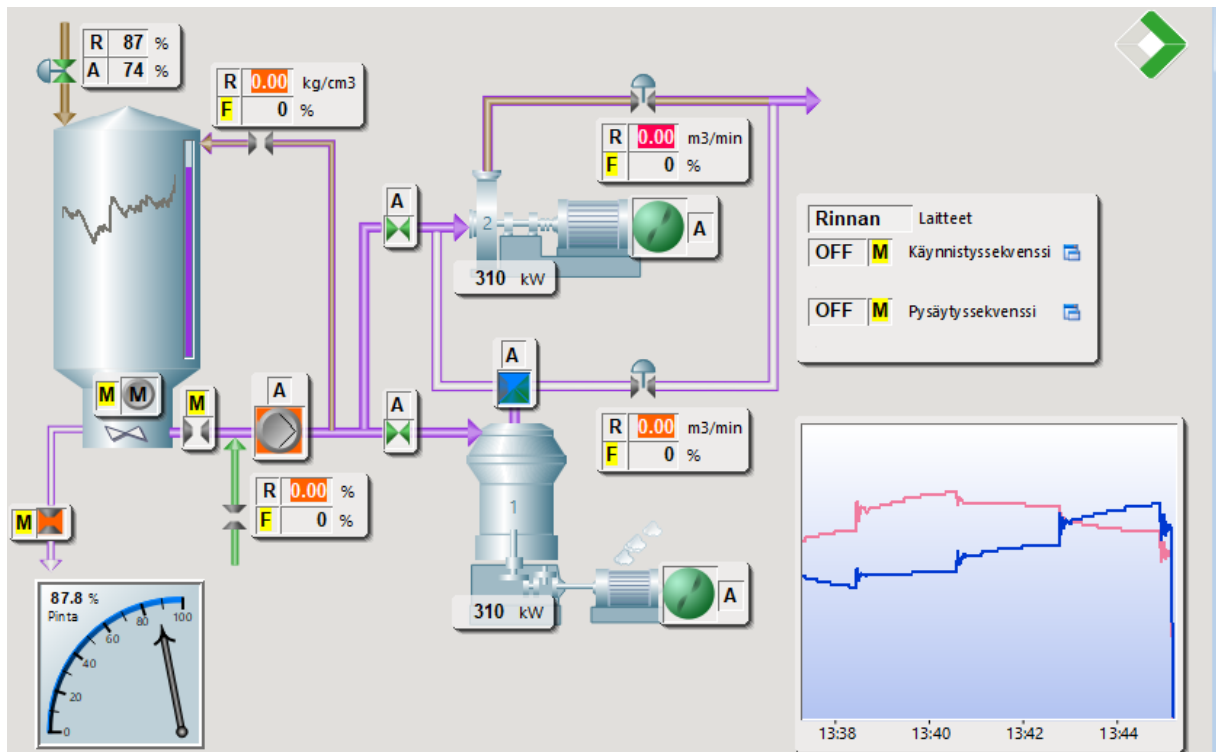 R 87 %
A 74 %
R 0.00 kg/cm3
F 0 %
R 0.00 m3/min
F 0 %
A
2
A
310 kW
Rinnan Laitteet
OFF M Käynnistyssekvenssi
OFF M Pysäytyssekvenssi
A
M M
M
A
A
R 0.00 m3/min
F 0 %
R 0.00 %
F 0 %
M
1
310 kW
A
87.8 %
Pinta
0
20
40
60
80
100
13:38 13:40 13:42 13:44